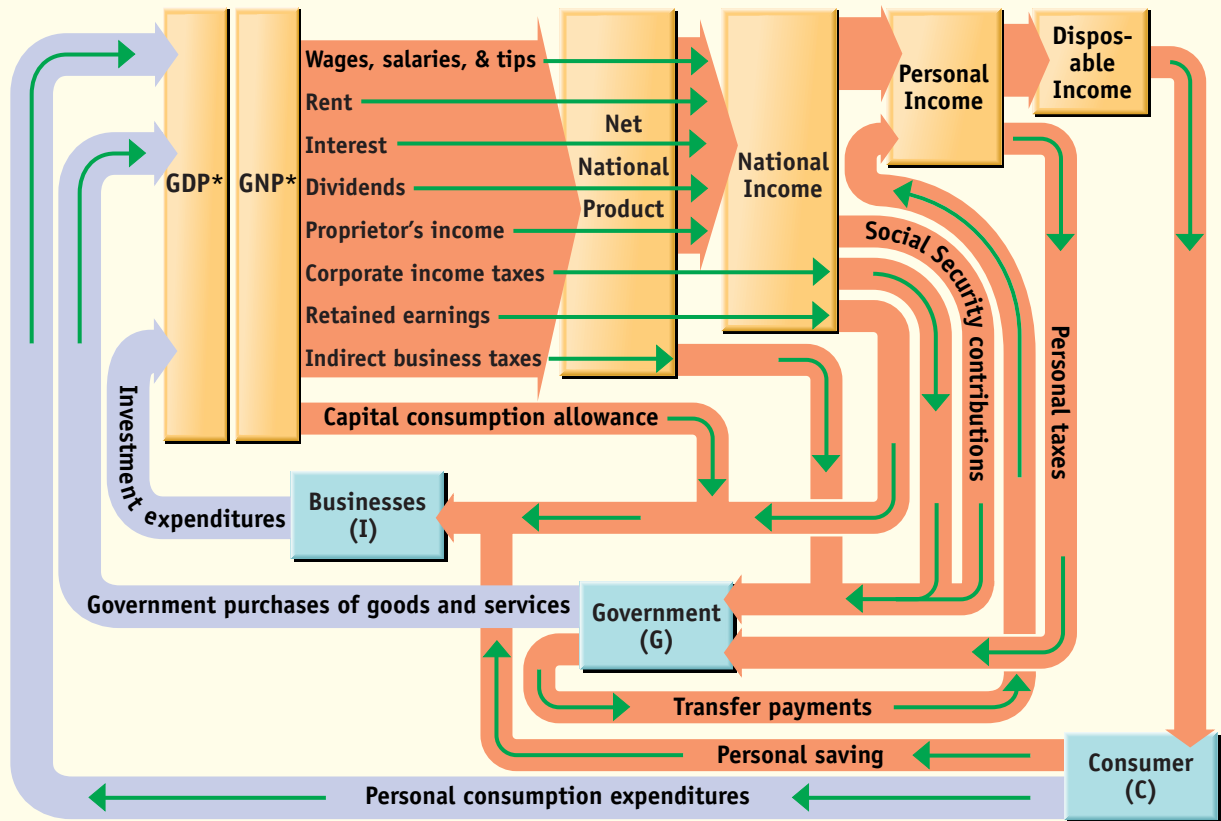 GDP*
GNP*
Wages, salaries, & tips
Rent
Interest
Dividends
Proprietor's income
Corporate income taxes
Retained earnings
Indirect business taxes
Capital consumption allowance
Net
National
Product
National
Income
Personal
Income
Dispos-
able
Income
Social Security contributions
Personal taxes
Investment expenditures
Businesses
(I)
Government purchases of goods and services
Government
(G)
Transfer payments
Personal saving
Consumer
(C)
Personal consumption expenditures